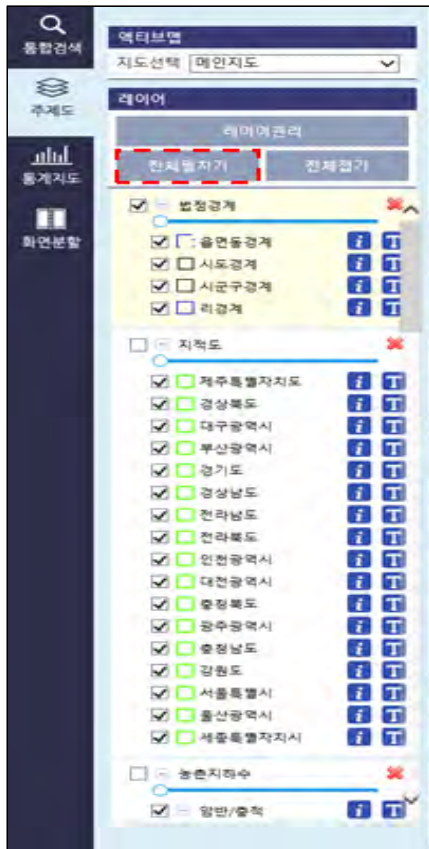 통합검색
주제도
통계지도
화면분할
액티브맵
지도선택 메인지도
레이어
레이어관리
전체펼치기 전체접기
법정경계
읍면동경계 i T
시도경계 i T
시군구경계 i T
리경계 i T
지적도
제주특별자치도 i T
경상북도 i T
대구광역시 i T
부산광역시 i T
경기도 i T
경상남도 i T
전라남도 i T
전라북도 i T
인천광역시 i T
대전광역시 i T
충청북도 i T
광주광역시 i T
충청남도 i T
강원도 i T
서울특별시 i T
울산광역시 i T
세종특별자치시 i T
농촌지하수
암반/충적 i T